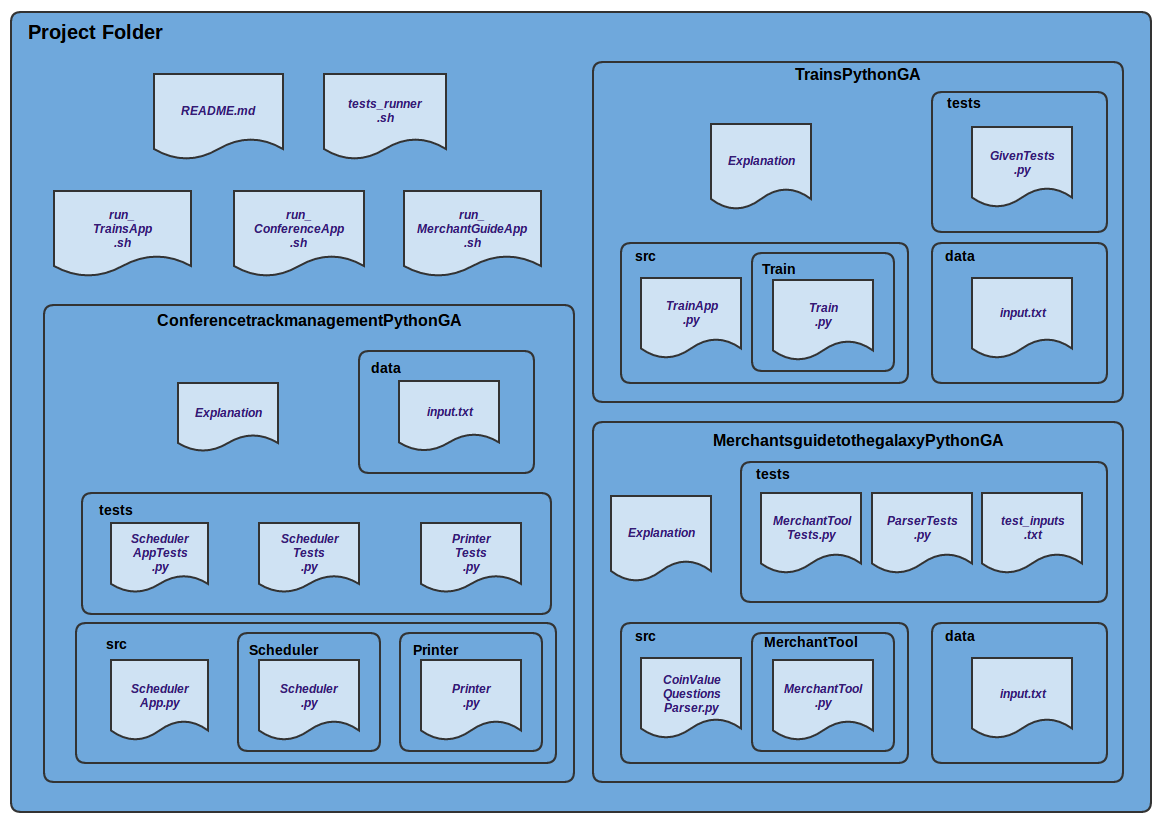 Project Folder
README.md
tests_runner
.sh
run_
TrainsApp
.sh
run_
ConferenceApp
.sh
run_
MerchantGuideApp
.sh
ConferencetrackmanagementPythonGA
Explanation
data
input.txt
tests
Scheduler
AppTests
.py
Scheduler
Tests
.py
Printer
Tests
.py
src
Scheduler
App.py
Scheduler
Scheduler
.py
Printer
Printer
.py
TrainsPythonGA
Explanation
tests
GivenTests
.py
src
TrainApp
.py
Train
Train
.py
data
input.txt
MerchantsguidetothegalaxyPythonGA
Explanation
tests
MerchantTool
Tests.py
ParserTests
.py
test_inputs
.txt
src
CoinValue
Questions
Parser.py
MerchantTool
MerchantTool
.py
data
input.txt